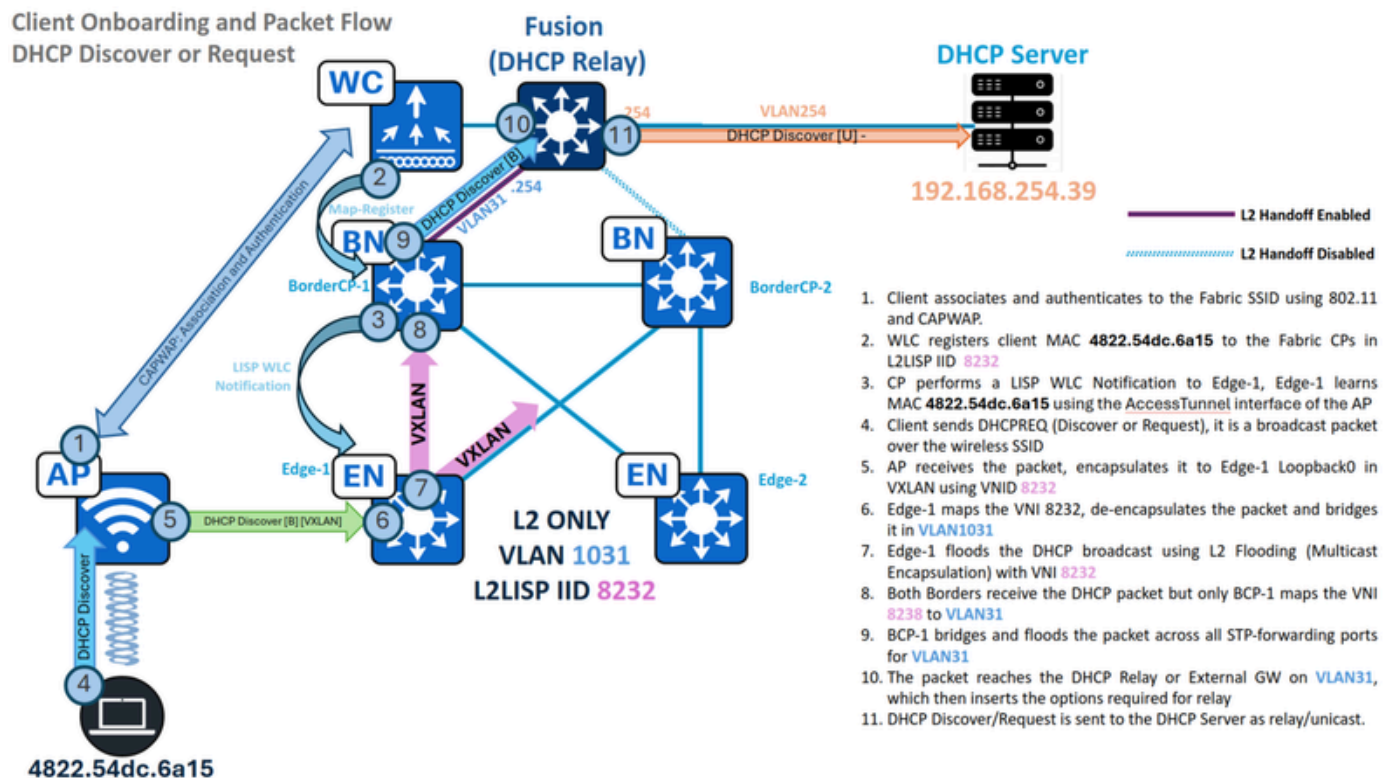 Client Onboarding and Packet Flow
DHCP Discover or Request
Fusion
(DHCP Relay)
DHCP Server
WC
10
11
.254
VLAN254
DHCP Discover [U] -
192.168.254.39
CAPWAP: Association and Authentication
2
Map-Register
DHCP Discover [B]
VLAN31
.254
BN
9
BorderCP-1
BN
BorderCP-2
L2 Handoff Enabled
L2 Handoff Disabled
3
8
LISP WLC
Notification
VXLAN
VXLAN
1
AP
Edge-1
EN
7
EN
Edge-2
5
DHCP Discover [B] [VXLAN]
6
L2 ONLY
VLAN 1031
L2LISP IID 8232
DHCP Discover
4
4822.54dc.6a15
1. Client associates and authenticates to the Fabric SSID using 802.11
and CAPWAP.
2. WLC registers client MAC 4822.54dc.6a15 to the Fabric CPs in
L2LISP IID 8232
3. CP performs a LISP WLC Notification to Edge-1, Edge-1 learns
MAC 4822.54dc.6a15 using the AccessTunnel interface of the AP
4. Client sends DHCPREQ (Discover or Request), it is a broadcast packet
over the wireless SSID
5. AP receives the packet, encapsulates it to Edge-1 Loopback0 in
VXLAN using VNID 8232
6. Edge-1 maps the VNI 8232, de-encapsulates the packet and bridges
it in VLAN1031
7. Edge-1 floods the DHCP broadcast using L2 Flooding (Multicast
Encapsulation) with VNI 8232
8. Both Borders receive the DHCP packet but only BCP-1 maps the VNI
8238 to VLAN31
9. BCP-1 bridges and floods the packet across all STP-forwarding ports
for VLAN31
10. The packet reaches the DHCP Relay or External GW on VLAN31,
which then inserts the options required for relay
11. DHCP Discover/Request is sent to the DHCP Server as relay/unicast.